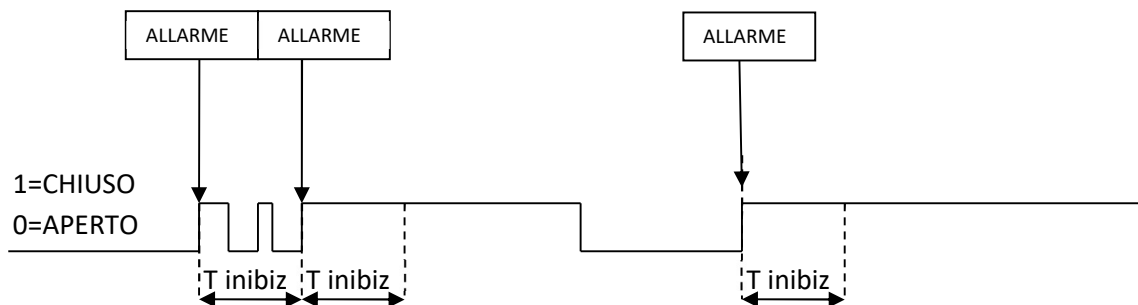 ALLARME ALLARME ALLARME
1=CHIUSO
0=APERTO
T inibiz T inibiz T inibiz